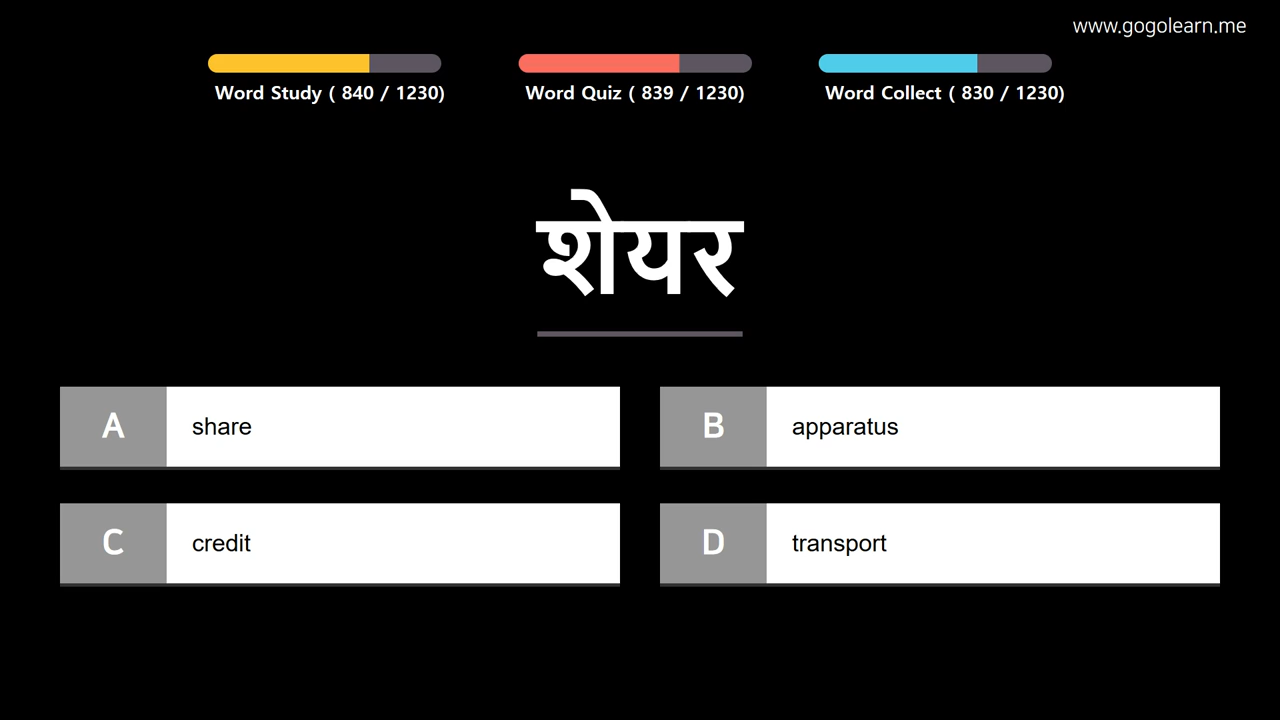 www.gogolearn.me
Word Study ( 840 / 1230)
Word Quiz ( 839 / 1230)
Word Collect ( 830 / 1230)
शेयर
A share
B apparatus
C credit
D transport